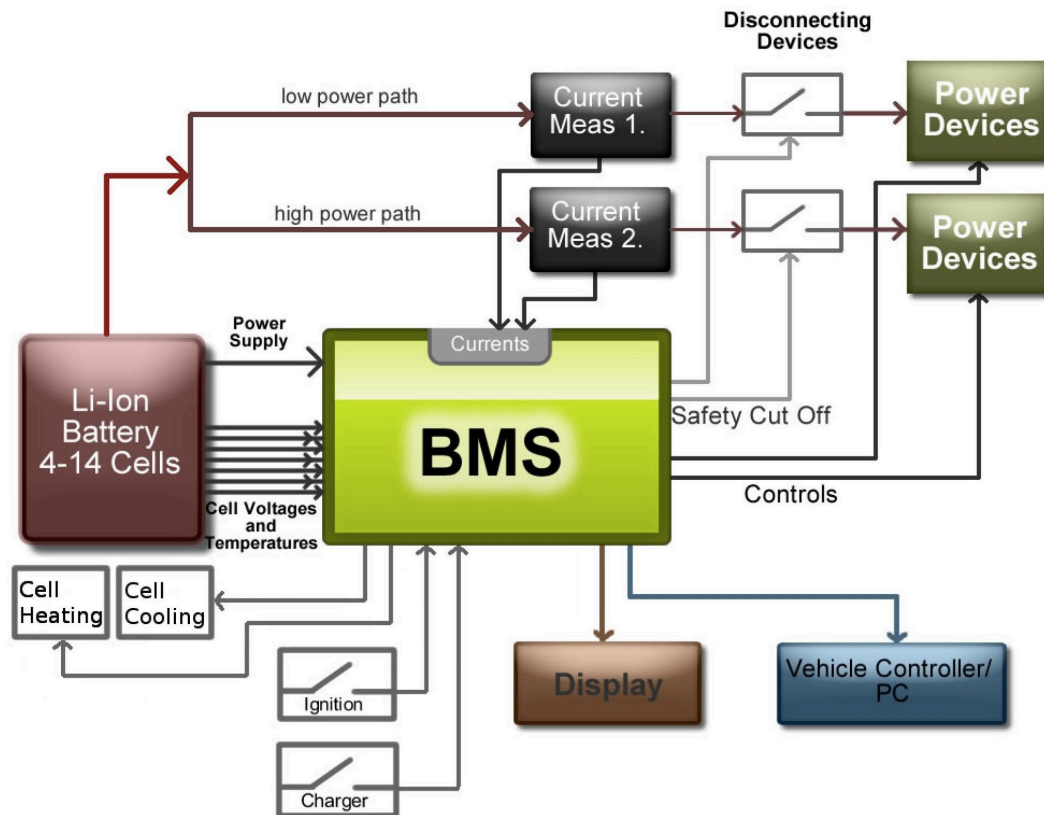 Disconnecting
Devices
low power path
Current
Meas 1.
Power
Devices
high power path
Current
Meas 2.
Power
Devices
Power
Supply
Currents
Li-Ion
Battery
4-14 Cells
BMS
Safety Cut Off
Controls
Cell Voltages
and
Temperatures
Cell
Heating
Cell
Cooling
Ignition
Display
Vehicle Controller/
PC
Charger